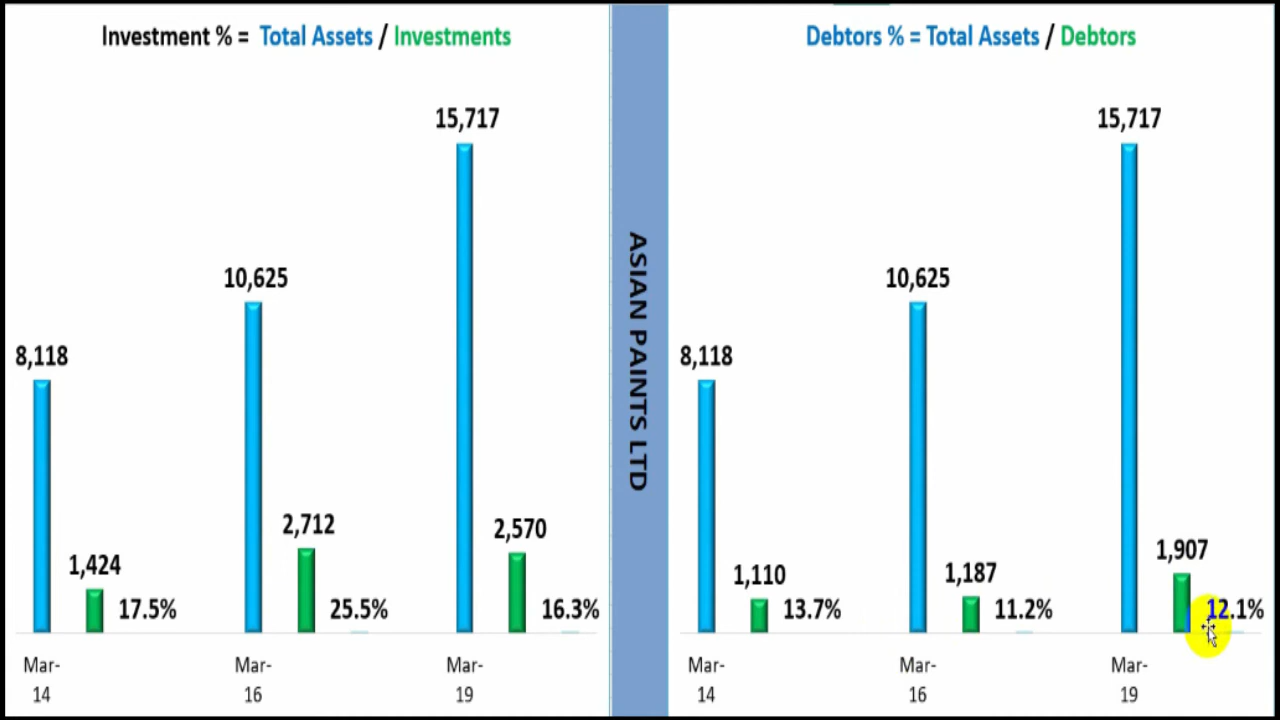 Investment % = Total Assets / Investments
15,717
10,625
8,118
2,712
2,570
1,424
17.5%
25.5%
16.3%
Mar-
14
Mar-
16
Mar-
19
ASIAN PAINTS LTD
Debtors % = Total Assets / Debtors
15,717
10,625
8,118
1,907
1,110
1,187
13.7%
11.2%
12.1%
Mar-
14
Mar-
16
Mar-
19